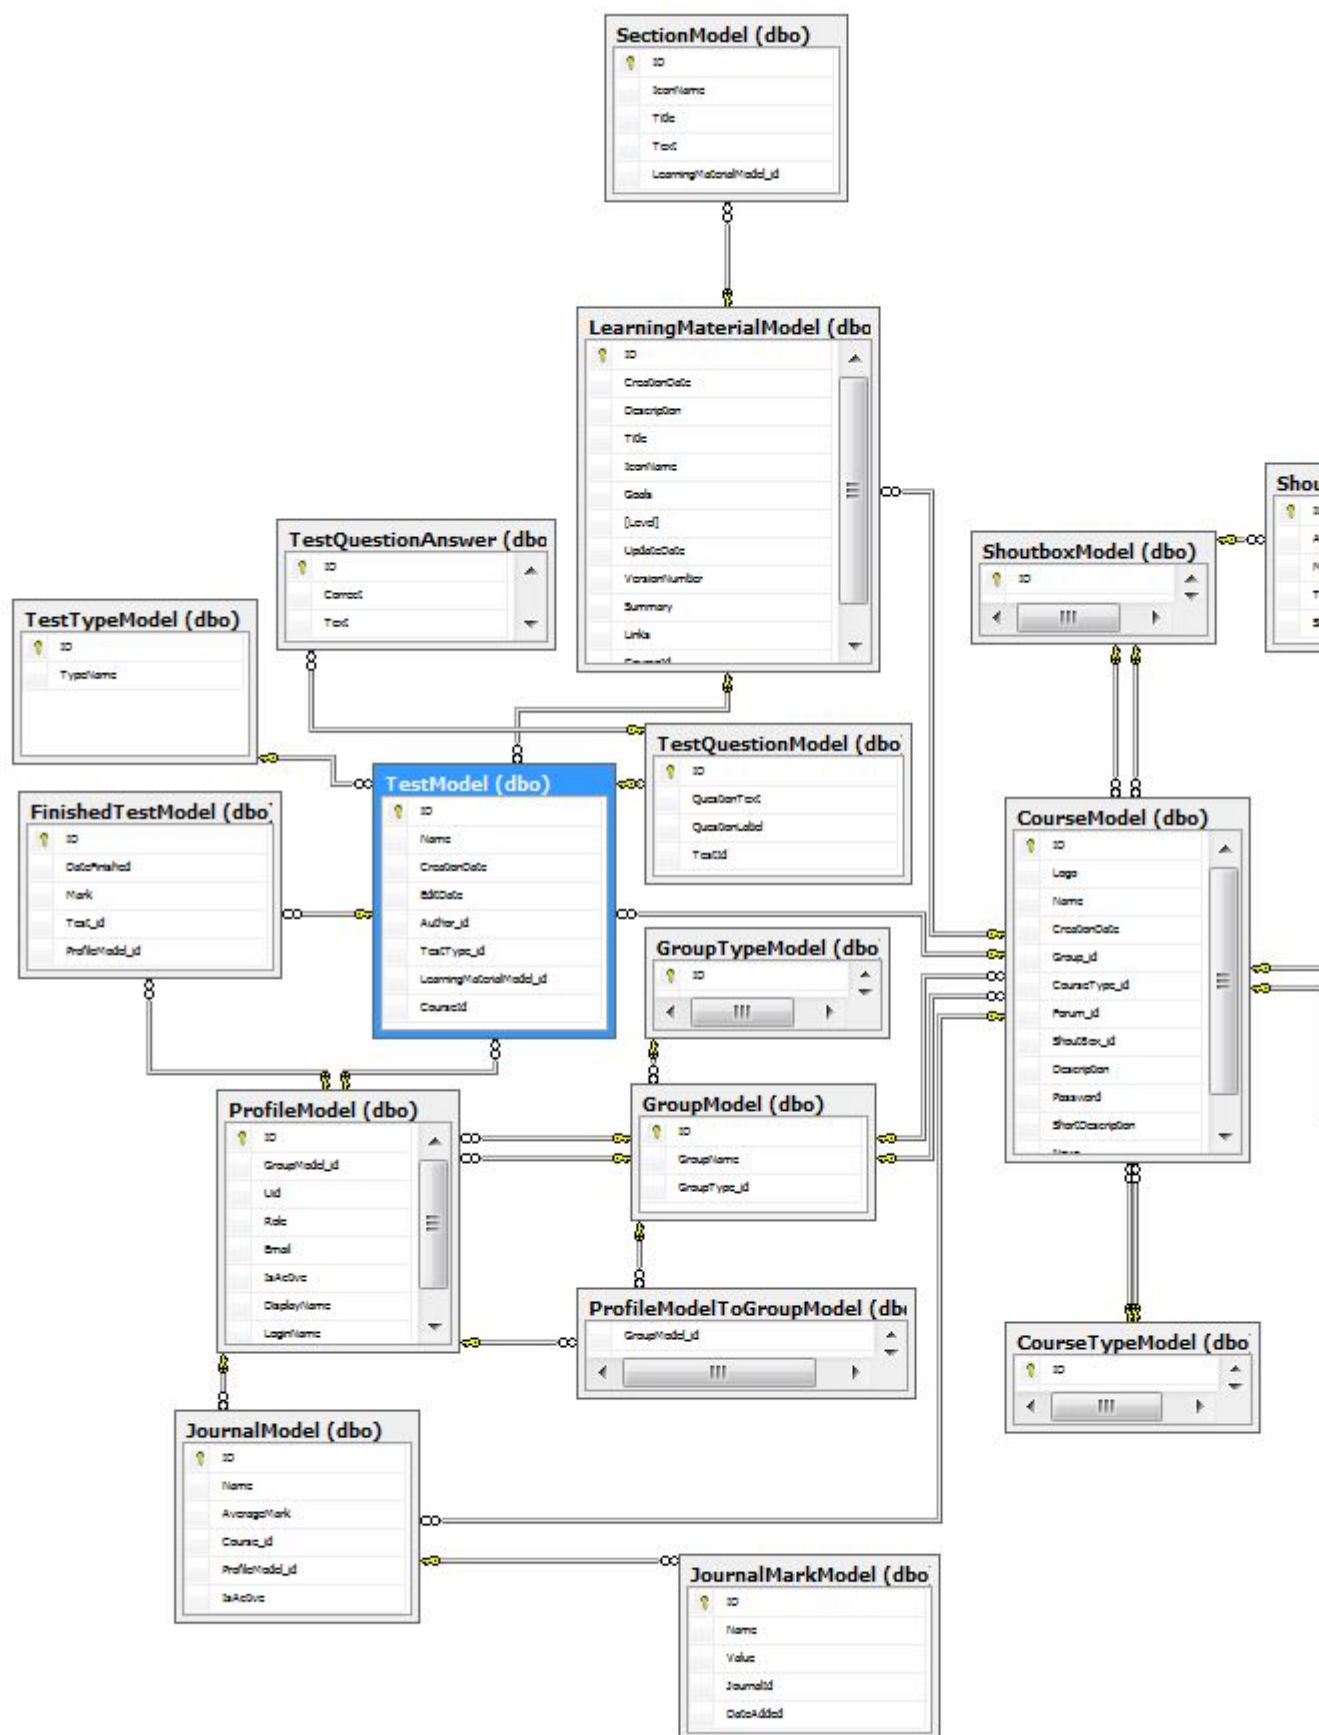 SectionModel (dbo)
ID
IconName
Title
Text
LearningMaterialModel_id
LearningMaterialModel (dbo
ID
CreationDate
Description
Title
IconName
Goals
[Level]
UpdateDate
VersionNumber
Summary
Links
CourseId
TestQuestionAnswer (dbo
ID
Correct
Text
TestTypeModel (dbo)
ID
TypeName
ShoutboxModel (dbo)
ID
Shou
TestQuestionModel (dbo
ID
QuestionText
QuestionLabel
TestId
TestModel (dbo)
ID
Name
CreationDate
EditDate
Author_id
TestType_id
LearningMaterialModel_id
CourseId
FinishedTestModel (dbo
ID
DateFinished
Mark
Test_id
ProfileModel_id
CourseModel (dbo)
ID
Logo
Name
CreationDate
Group_id
CourseType_id
Forum_id
ShoutBox_id
Description
Password
ShortDescription
GroupTypeModel (dbo
ID
ProfileModel (dbo)
ID
GroupModel_id
Uid
Role
Email
IsActive
DisplayName
LoginName
GroupModel (dbo)
ID
GroupName
GroupType_id
ProfileModelToGroupModel (db
GroupModel_id
CourseTypeModel (dbo
ID
JournalModel (dbo)
ID
Name
AverageMark
Course_id
ProfileModel_id
IsActive
JournalMarkModel (dbo
ID
Name
Value
JournalId
DateAdded